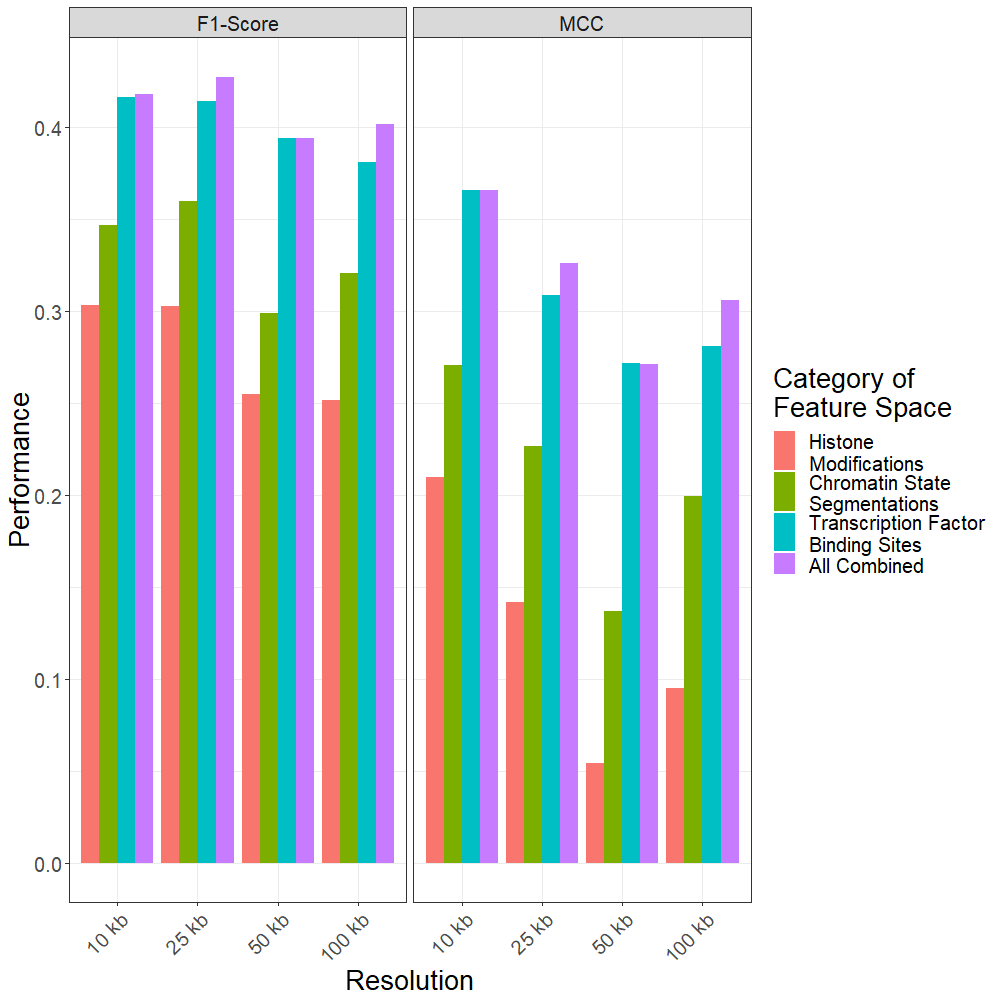 F1-Score
MCC
Performance
0.4
0.3
0.2
0.1
0.0
10 kb
25 kb
50 kb
100 kb
10 kb
25 kb
50 kb
100 kb
Resolution
Category of
Feature Space
Histone
Modifications
Chromatin State
Segmentations
Transcription Factor
Binding Sites
All Combined